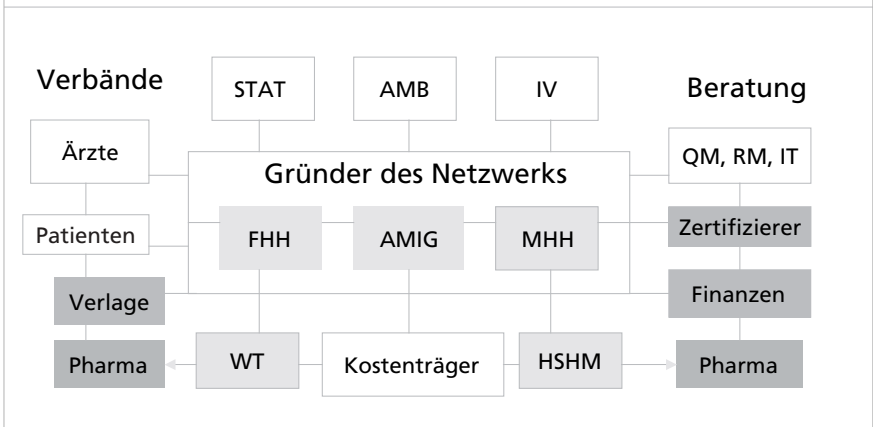 Verbände
STAT
AMB
IV
Beratung
Ärzte
Gründer des Netzwerks
QM, RM, IT
Patienten
FHH
AMIG
MHH
Zertifizierer
Verlage
Finanzen
Pharma
WT
Kostenträger
HSHM
Pharma